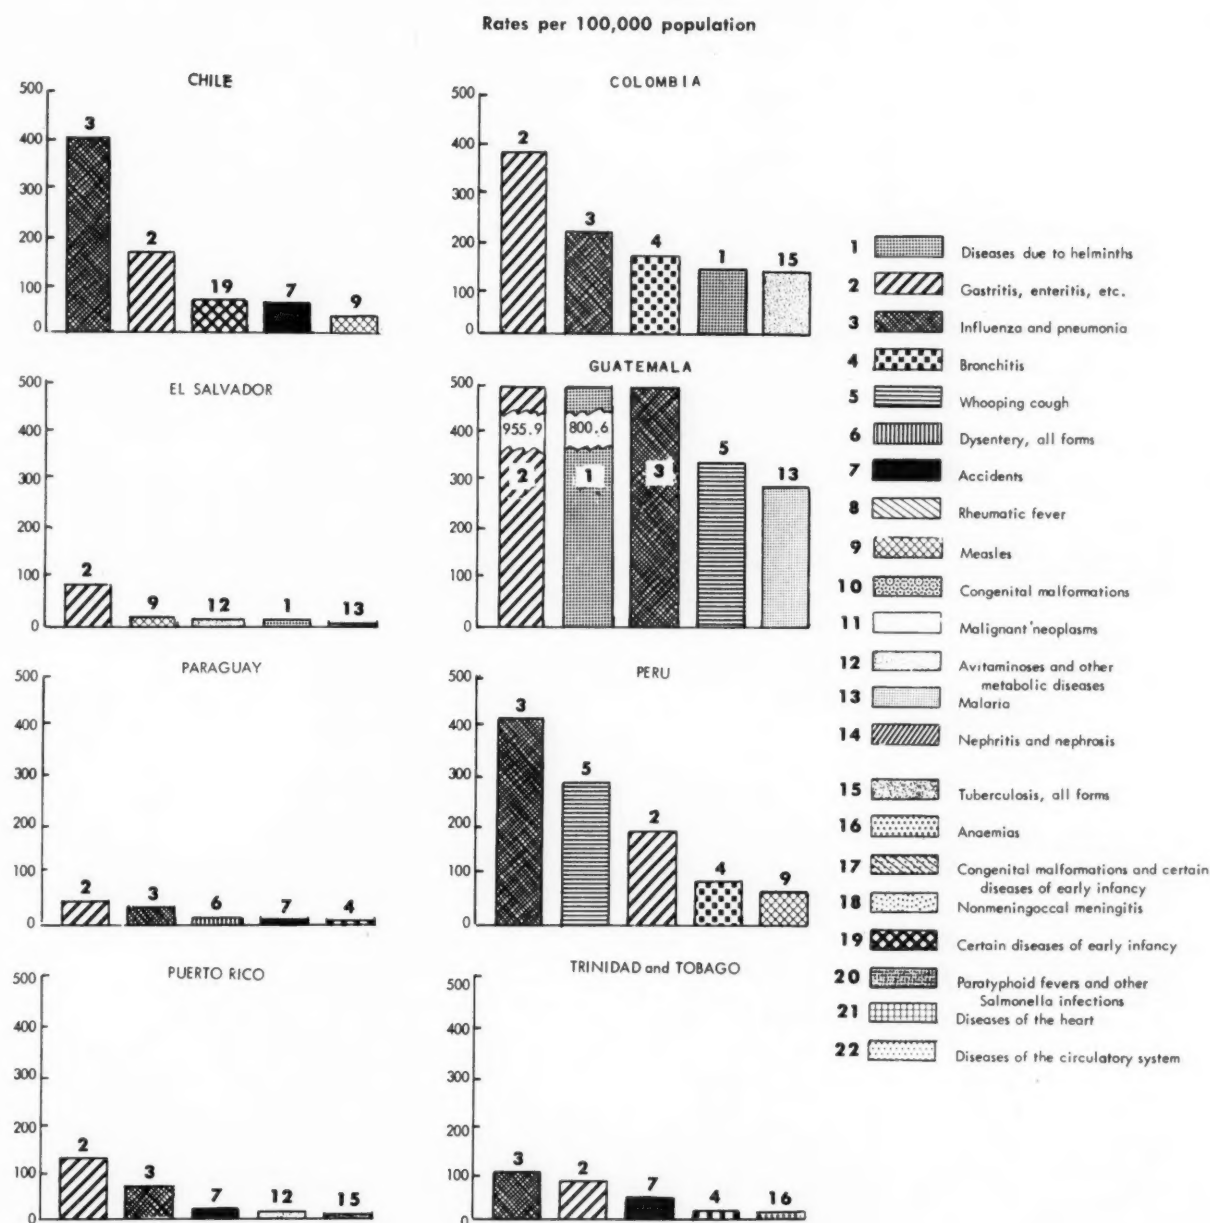 Rates per 100,000 population
CHILE
500
400
300
200
100
0
3
2
19
7
9
COLOMBIA
500
400
300
200
100
0
2
3
4
1
15
EL SALVADOR
500
400
300
200
100
0
2
9
12
1
13
GUATEMALA
500
400
300
200
100
0
955.9
800.6
2
1
3
5
13
PARAGUAY
500
400
300
200
100
0
2
3
6
7
4
PERU
500
400
300
200
100
0
3
5
2
4
9
PUERTO RICO
500
400
300
200
100
0
2
3
7
12
15
TRINIDAD and TOBAGO
500
400
300
200
100
0
3
2
7
4
16
1 Diseases due to helminths
2 Gastritis, enteritis, etc.
3 Influenza and pneumonia
4 Bronchitis
5 Whooping cough
6 Dysentery, all forms
7 Accidents
8 Rheumatic fever
9 Measles
10 Congenital malformations
11 Malignant neoplasms
12 Avitaminoses and other
metabolic diseases
13 Malaria
14 Nephritis and nephrosis
15 Tuberculosis, all forms
16 Anaemias
17 Congenital malformations and certain
diseases of early infancy
18 Nonmeningoccal meningitis
19 Certain diseases of early infancy
20 Paratyphoid fevers and other
Salmonella infections
21 Diseases of the heart
22 Diseases of the circulatory system